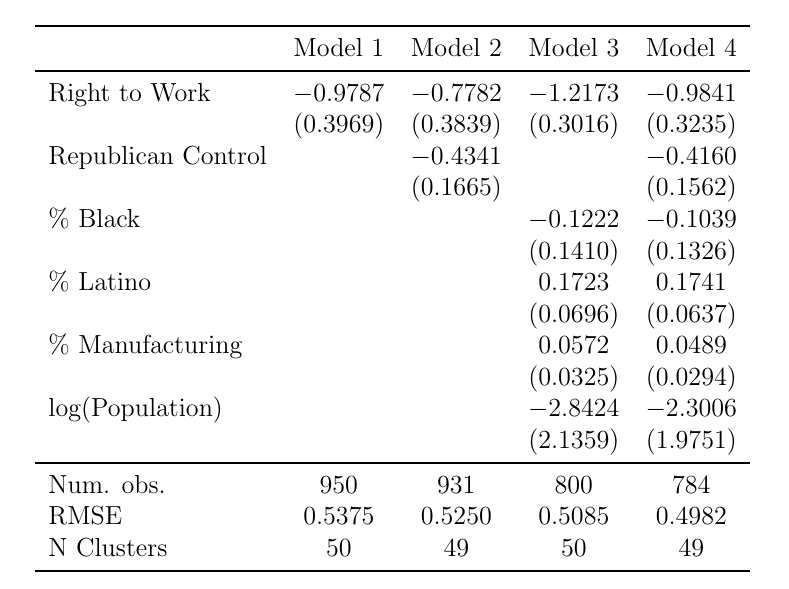 Model 1 Model 2 Model 3 Model 4
Right to Work −0.9787 −0.7782 −1.2173 −0.9841
(0.3969) (0.3839) (0.3016) (0.3235)
Republican Control −0.4341 −0.4160
(0.1665) (0.1562)
% Black −0.1222 −0.1039
(0.1410) (0.1326)
% Latino 0.1723 0.1741
(0.0696) (0.0637)
% Manufacturing 0.0572 0.0489
(0.0325) (0.0294)
log(Population) −2.8424 −2.3006
(2.1359) (1.9751)
Num. obs. 950 931 800 784
RMSE 0.5375 0.5250 0.5085 0.4982
N Clusters 50 49 50 49